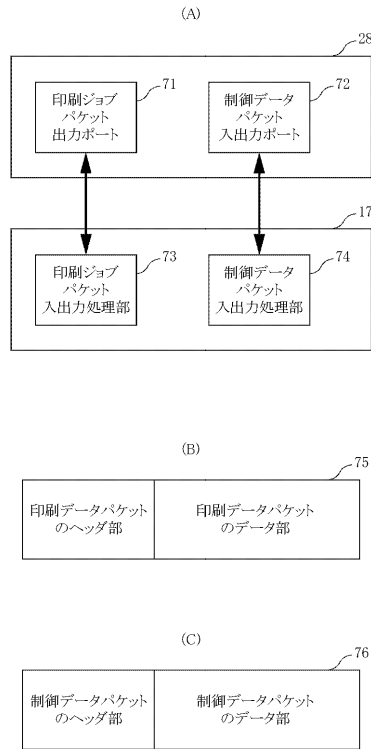 (A)
28
印刷ジョブ
パケット
出力ポート
71
制御データ
パケット
入出力ポート
72
17
印刷ジョブ
パケット
入出力処理部
73
制御データ
パケット
入出力処理部
74
(B)
75
印刷データパケット
のヘッダ部
印刷データパケット
のデータ部
(C)
76
制御データパケット
のヘッダ部
制御データパケット
のデータ部